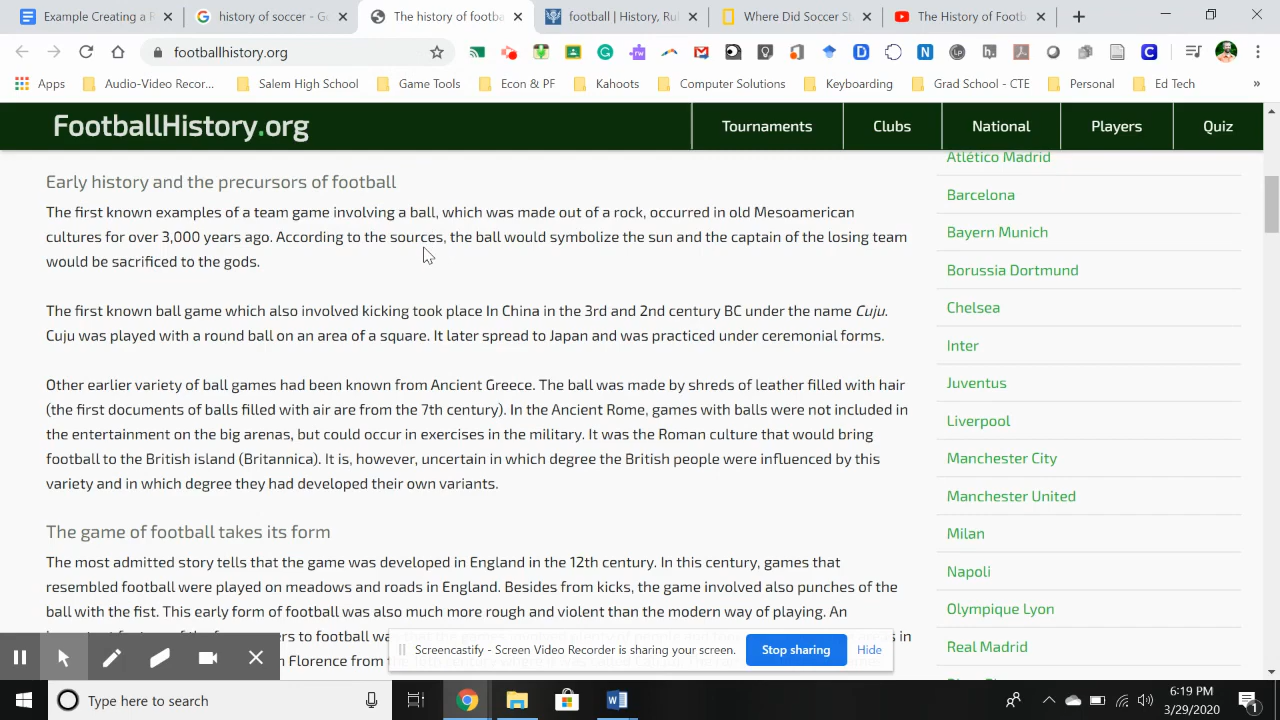 Example Creating a F
history of soccer - Go
The history of footba
football | History, Rul
Where Did Soccer St
The History of Footb
footballhistory.org
Apps
Audio-Video Recor...
Salem High School
Game Tools
Econ & PF
Kahoots
Computer Solutions
Keyboarding
Grad School - CTE
Personal
Ed Tech
»
FootballHistory.org
Tournaments
Clubs
National
Players
Quiz
Early history and the precursors of football
The first known examples of a team game involving a ball, which was made out of a rock, occurred in old Mesoamerican
cultures for over 3,000 years ago. According to the sources, the ball would symbolize the sun and the captain of the losing team
would be sacrificed to the gods.
The first known ball game which also involved kicking took place In China in the 3rd and 2nd century BC under the name Cuju.
Cuju was played with a round ball on an area of a square. It later spread to Japan and was practiced under ceremonial forms.
Other earlier variety of ball games had been known from Ancient Greece. The ball was made by shreds of leather filled with hair
(the first documents of balls filled with air are from the 7th century). In the Ancient Rome, games with balls were not included in
the entertainment on the big arenas, but could occur in exercises in the military. It was the Roman culture that would bring
football to the British island (Britannica). It is, however, uncertain in which degree the British people were influenced by this
variety and in which degree they had developed their own variants.
The game of football takes its form
The most admitted story tells that the game was developed in England in the 12th century. In this century, games that
resembled football were played on meadows and roads in England. Besides from kicks, the game involved also punches of the
ball with the fist. This early form of football was also much more rough and violent than the modern way of playing. An
to football
in
Florence from
Atlético Madrid
Barcelona
Bayern Munich
Borussia Dortmund
Chelsea
Inter
Juventus
Liverpool
Manchester City
Manchester United
Milan
Napoli
Olympique Lyon
Real Madrid
Screencastify - Screen Video Recorder is sharing your screen.
Stop sharing
Hide
Type here to search
6:19 PM
3/29/2020